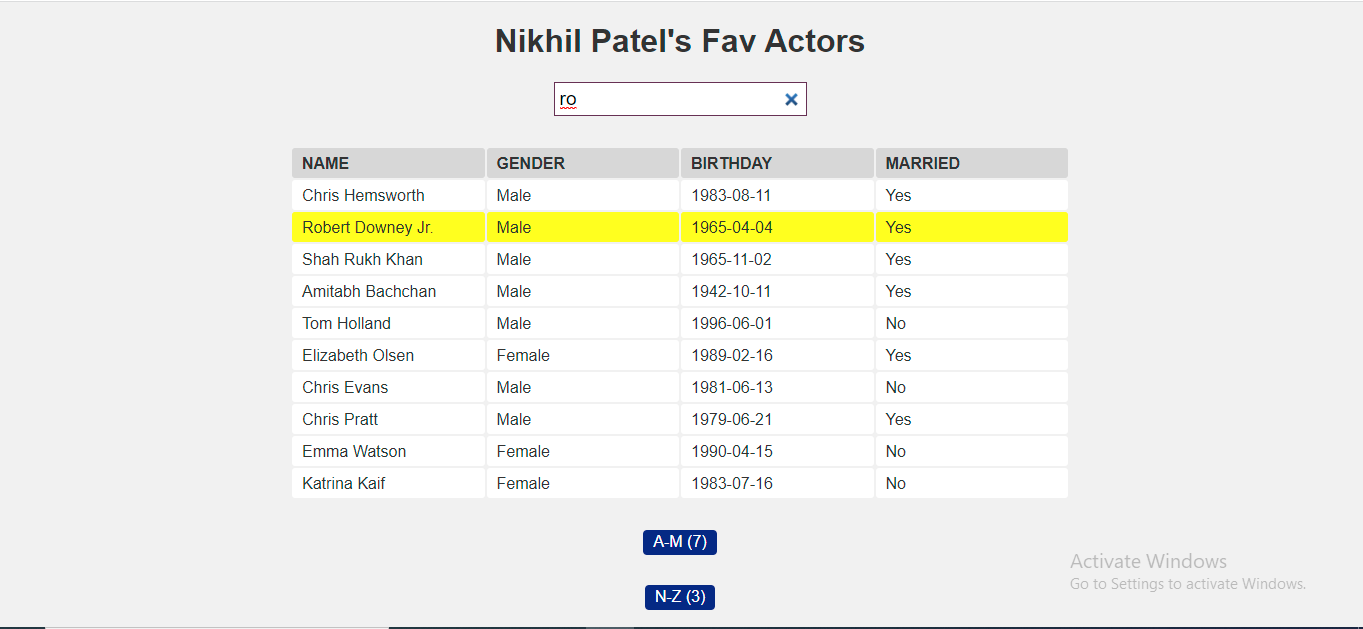 Nikhil Patel's Fav Actors
ro
NAME GENDER BIRTHDAY MARRIED
Chris Hemsworth Male 1983-08-11 Yes
Robert Downey Jr. Male 1965-04-04 Yes
Shah Rukh Khan Male 1965-11-02 Yes
Amitabh Bachchan Male 1942-10-11 Yes
Tom Holland Male 1996-06-01 No
Elizabeth Olsen Female 1989-02-16 Yes
Chris Evans Male 1981-06-13 No
Chris Pratt Male 1979-06-21 Yes
Emma Watson Female 1990-04-15 No
Katrina Kaif Female 1983-07-16 No
A-M (7)
N-Z (3)
Activate Windows
Go to Settings to activate Windows.